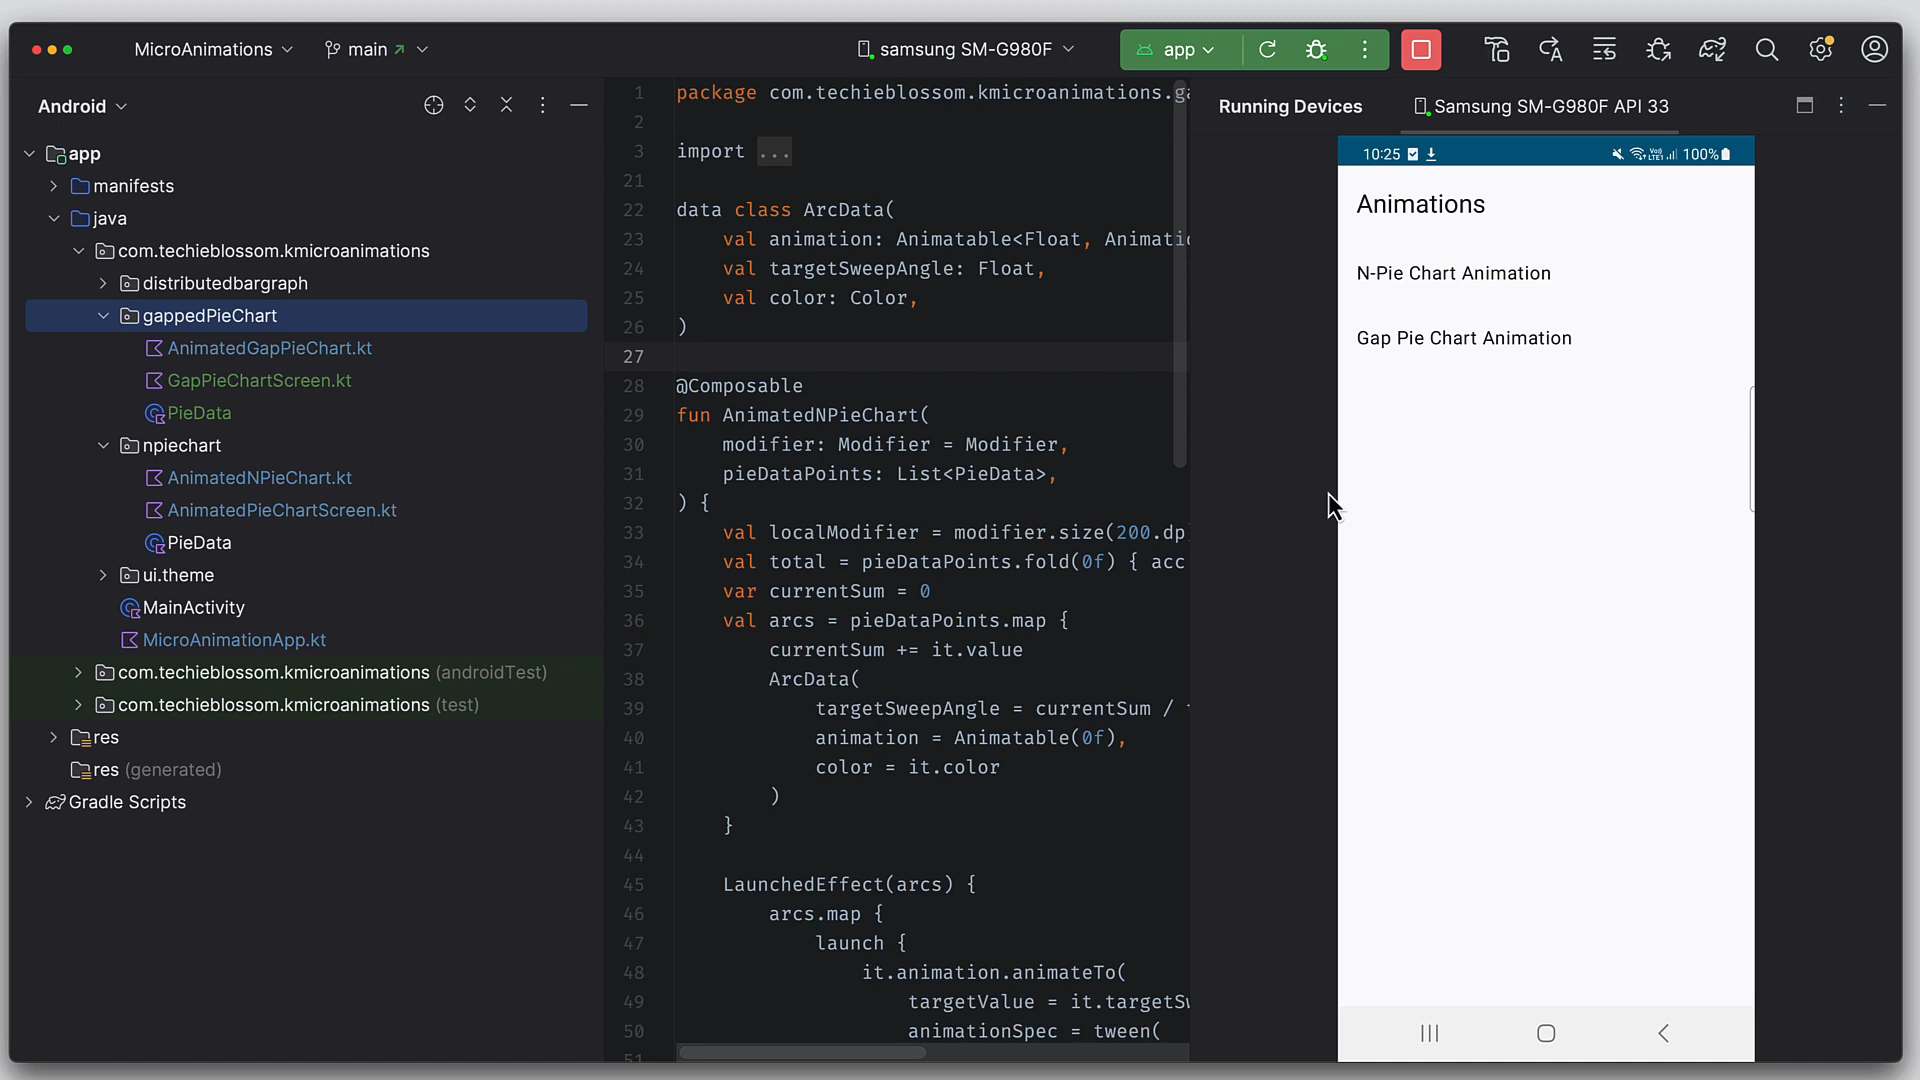 MicroAnimations
main
samsung SM-G980F
app
Android
app
manifests
java
com.techieblossom.kmicroanimations
distributedbargraph
gappedPieChart
AnimatedGapPieChart.kt
GapPieChartScreen.kt
PieData
npiechart
AnimatedNPieChart.kt
AnimatedPieChartScreen.kt
PieData
ui.theme
MainActivity
MicroAnimationApp.kt
com.techieblossom.kmicroanimations (androidTest)
com.techieblossom.kmicroanimations (test)
res
res (generated)
Gradle Scripts
1 package com.techieblossom.kmicroanimations.ga
2
3 import ...
21
22 data class ArcData(
23 val animation: Animatable<Float, Animatio
24 val targetSweepAngle: Float,
25 val color: Color,
26 )
27
28 @Composable
29 fun AnimatedNPieChart(
30 modifier: Modifier = Modifier,
31 pieDataPoints: List<PieData>,
32 ) {
33 val localModifier = modifier.size(200.dp)
34 val total = pieDataPoints.fold(0f) { acc
35 var currentSum = 0
36 val arcs = pieDataPoints.map {
37 currentSum += it.value
38 ArcData(
39 targetSweepAngle = currentSum /
40 animation = Animatable(0f),
41 color = it.color
42 )
43 }
44
45 LaunchedEffect(arcs) {
46 arcs.map {
47 launch {
48 it.animation.animateTo(
49 targetValue = it.targetSw
50 animationSpec = tween(
51
Running Devices
Samsung SM-G980F API 33
10:25
100%
Animations
N-Pie Chart Animation
Gap Pie Chart Animation